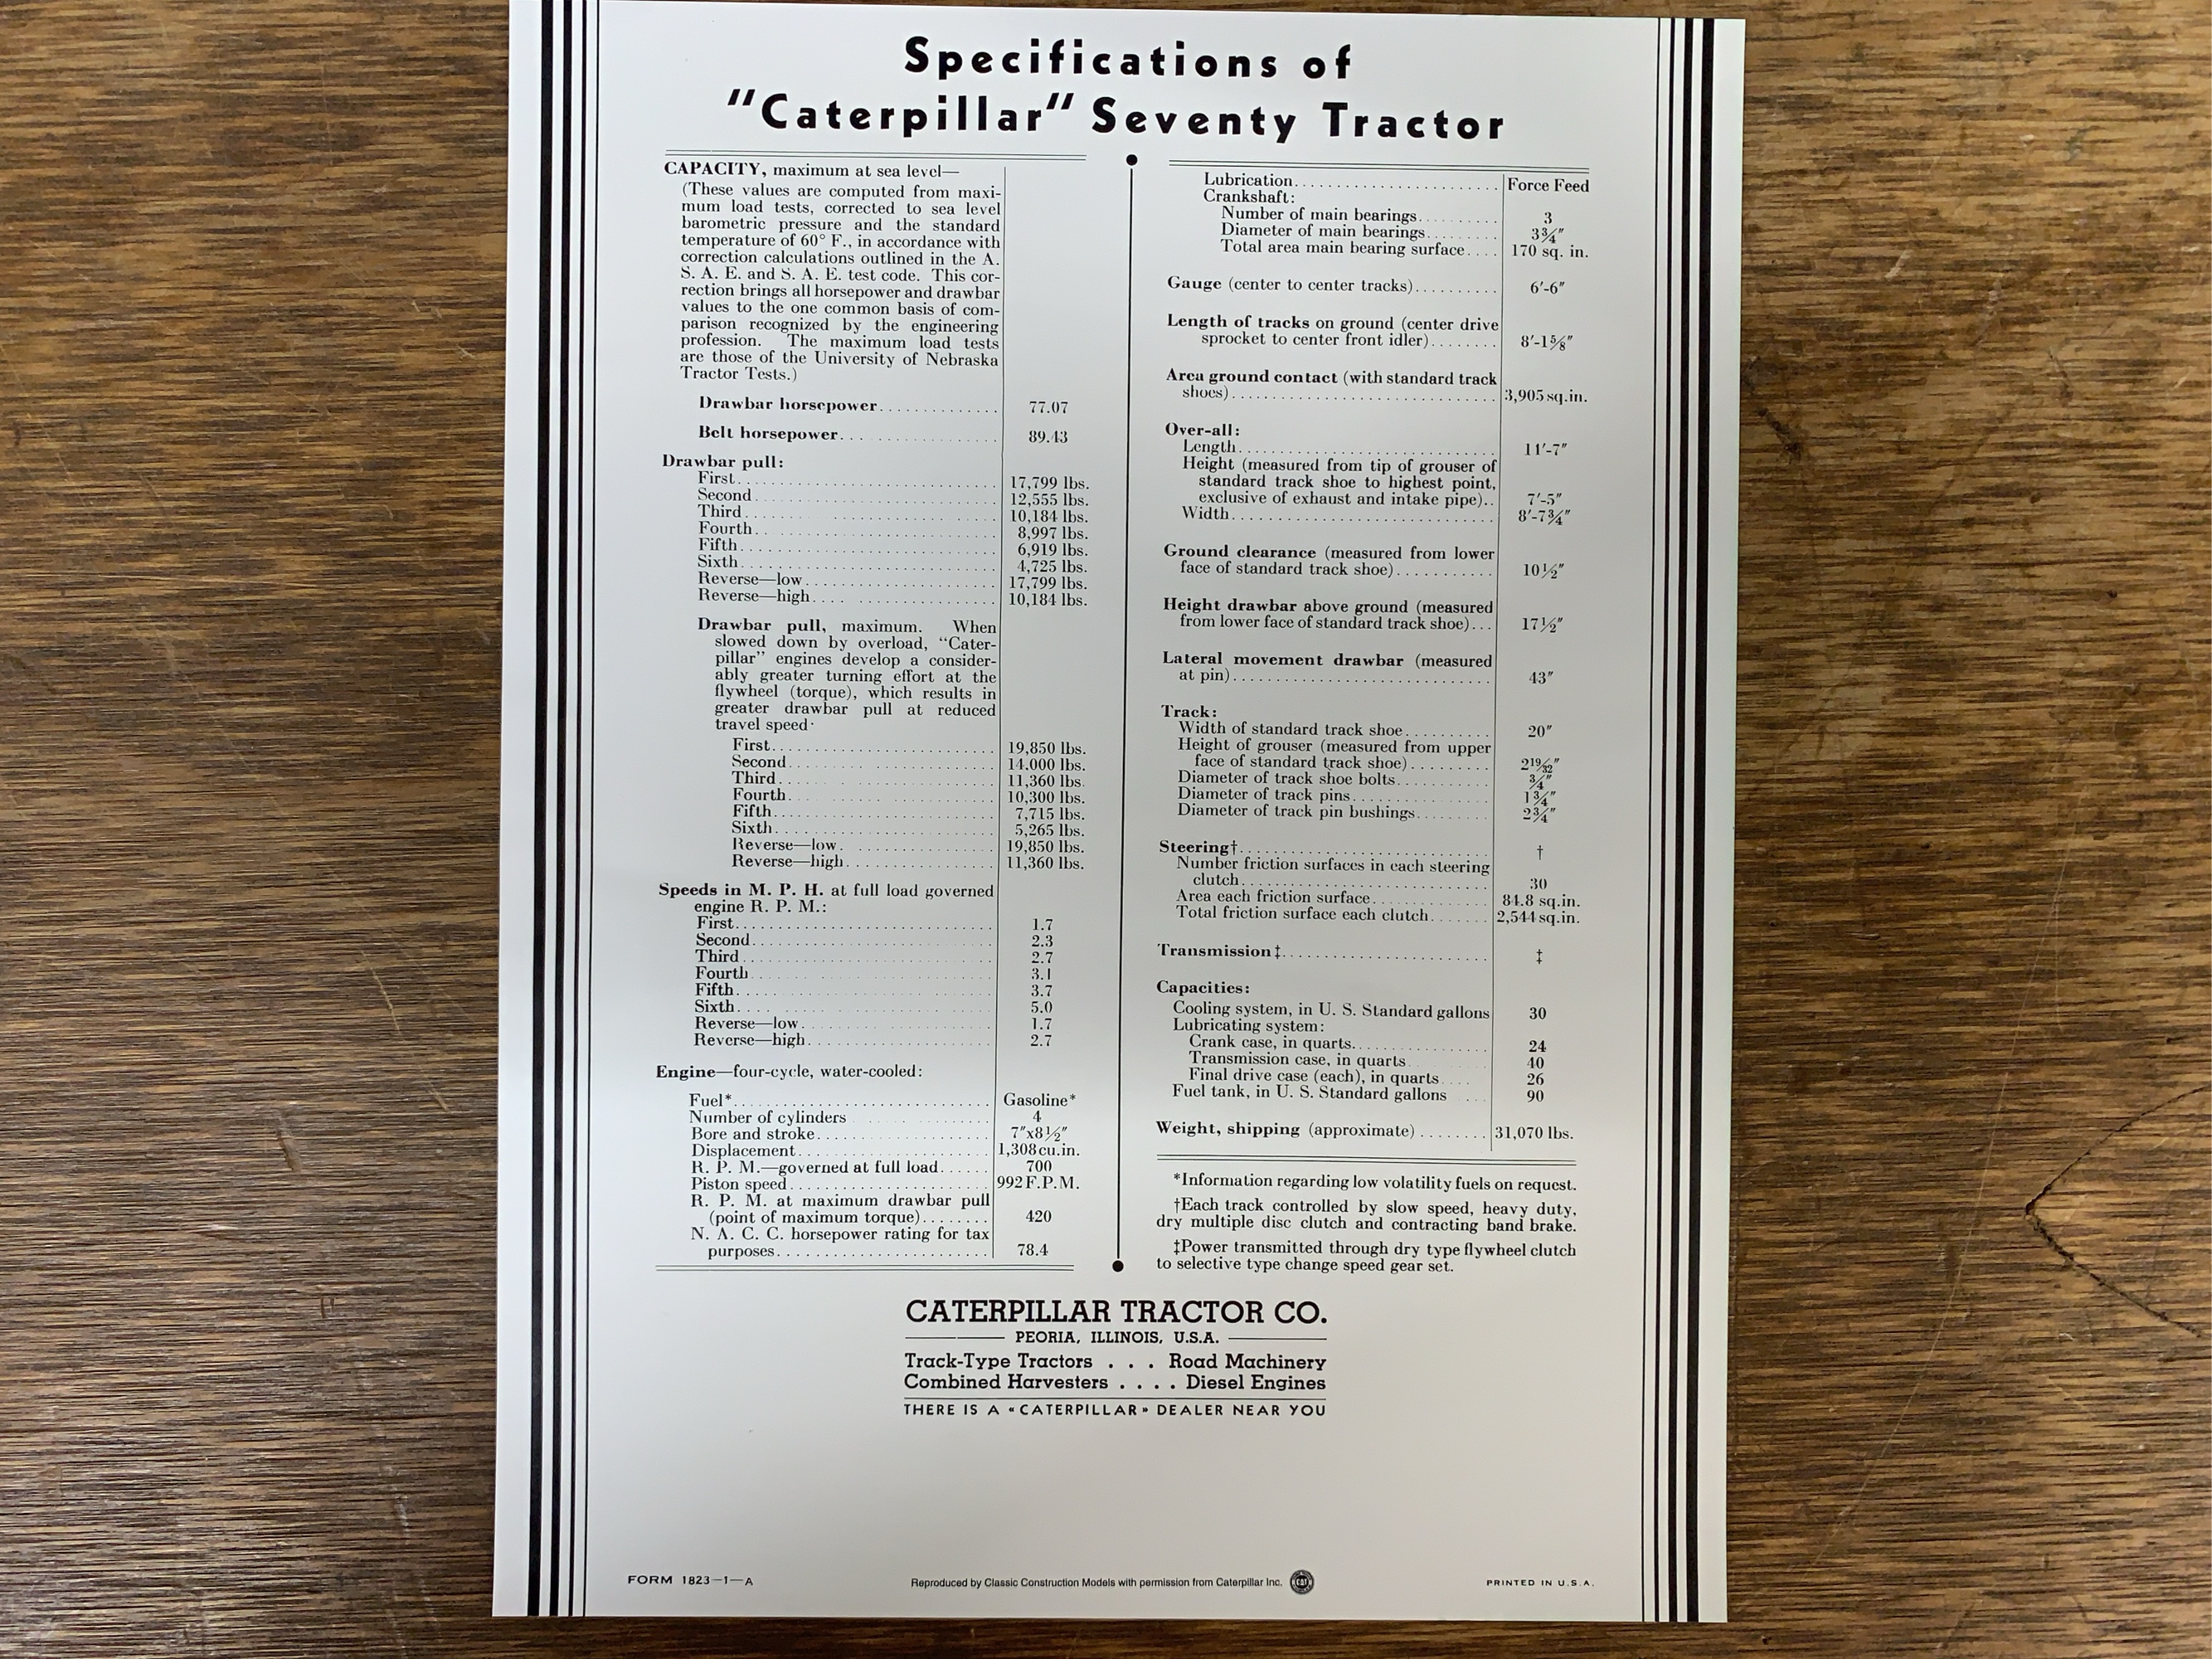 Specifications of
"Caterpillar" Seventy Tractor
CAPACITY, maximum at sea level—
(These values are computed from maxi-
mum load tests, corrected to sea level
barometric pressure and the standard
temperature of 60° F., in accordance with
correction calculations outlined in the A.
S. A. E. and S. A. E. test code. This cor-
rection brings all horsepower and drawbar
values to the one common basis of com-
parison recognized by the engineering
profession. The maximum load tests
are those of the University of Nebraska
Tractor Tests.)
Drawbar horsepower.............. 77.07
Belt horsepower.................. 89.43
Drawbar pull:
First.............................. 17,799 lbs.
Second........................... 12,555 lbs.
Third............................. 10,184 lbs.
Fourth........................... 8,997 lbs.
Fifth.............................. 6,919 lbs.
Sixth.............................. 4,725 lbs.
Reverse—low..................... 17,799 lbs.
Reverse—high.................... 10,184 lbs.
Drawbar pull, maximum. When
slowed down by overload, "Cater-
pillar" engines develop a consider-
ably greater turning effort at the
flywheel (torque), which results in
greater drawbar pull at reduced
travel speed·
First........................... 19,850 lbs.
Second........................ 14.000 lbs.
Third.......................... 11,360 lbs.
Fourth........................ 10,300 lbs.
Fifth........................... 7,715 lbs.
Sixth........................... 5,265 lbs.
Reverse—low.................. 19,850 lbs.
Reverse—high................. 11,360 lbs.
Speeds in M. P. H. at full load governed
engine R. P. M.:
First.............................. 1.7
Second........................... 2.3
Third............................. 2.7
Fourth........................... 3.1
Fifth.............................. 3.7
Sixth.............................. 5.0
Reverse—low..................... 1.7
Reverse—high.................... 2.7
Engine—four-cycle, water-cooled:
Fuel*.............................. Gasoline*
Number of cylinders ............ 4
Bore and stroke.................. 7"x8½"
Displacement..................... 1,308 cu.in.
R. P. M.—governed at full load...... 700
Piston speed...................... 992 F.P.M.
R. P. M. at maximum drawbar pull
(point of maximum torque)........ 420
N. A. C. C. horsepower rating for tax
purposes......................... 78.4
Lubrication........................ Force Feed
Crankshaft:
Number of main bearings.......... 3
Diameter of main bearings......... 3¾"
Total area main bearing surface.... 170 sq. in.
Gauge (center to center tracks).......... 6'-6"
Length of tracks on ground (center drive
sprocket to center front idler)........ 8'-1⅝"
Area ground contact (with standard track
shoes)................................ 3,905 sq.in.
Over-all:
Length............................... 11'-7"
Height (measured from tip of grouser of
standard track shoe to highest point,
exclusive of exhaust and intake pipe).. 7'-5"
Width................................ 8'-7¾"
Ground clearance (measured from lower
face of standard track shoe)........... 10½"
Height drawbar above ground (measured
from lower face of standard track shoe)... 17½"
Lateral movement drawbar (measured
at pin)............................... 43"
Track:
Width of standard track shoe.......... 20"
Height of grouser (measured from upper
face of standard track shoe)......... 2 19/32"
Diameter of track shoe bolts........... ¾"
Diameter of track pins................ 1¾"
Diameter of track pin bushings......... 2¾"
Steering†............................. †
Number friction surfaces in each steering
clutch............................... 30
Area each friction surface............. 84.8 sq.in.
Total friction surface each clutch....... 2,544 sq.in.
Transmission‡......................... ‡
Capacities:
Cooling system, in U. S. Standard gallons 30
Lubricating system:
Crank case, in quarts................ 24
Transmission case, in quarts 40
Final drive case (each), in quarts .... 26
Fuel tank, in U. S. Standard gallons ... 90
Weight, shipping (approximate) ........ 31,070 lbs.
*Information regarding low volatility fuels on request.
†Each track controlled by slow speed, heavy duty,
dry multiple disc clutch and contracting band brake.
‡Power transmitted through dry type flywheel clutch
to selective type change speed gear set.
CATERPILLAR TRACTOR CO.
PEORIA, ILLINOIS, U.S.A.
Track-Type Tractors . . . Road Machinery
Combined Harvesters . . . . Diesel Engines
THERE IS A "CATERPILLAR" DEALER NEAR YOU
FORM 1823—1—A
Reproduced by Classic Construction Models with permission from Caterpillar Inc.
PRINTED IN U.S.A.